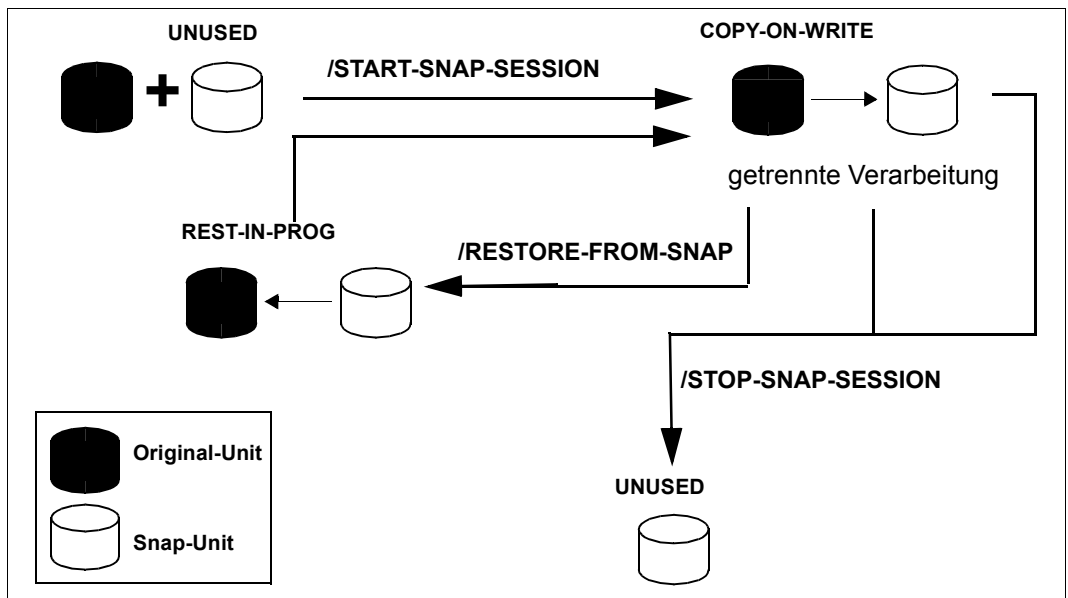 UNUSED
COPY-ON-WRITE
/START-SNAP-SESSION
getrennte Verarbeitung
REST-IN-PROG
/RESTORE-FROM-SNAP
/STOP-SNAP-SESSION
Original-Unit
UNUSED
Snap-Unit